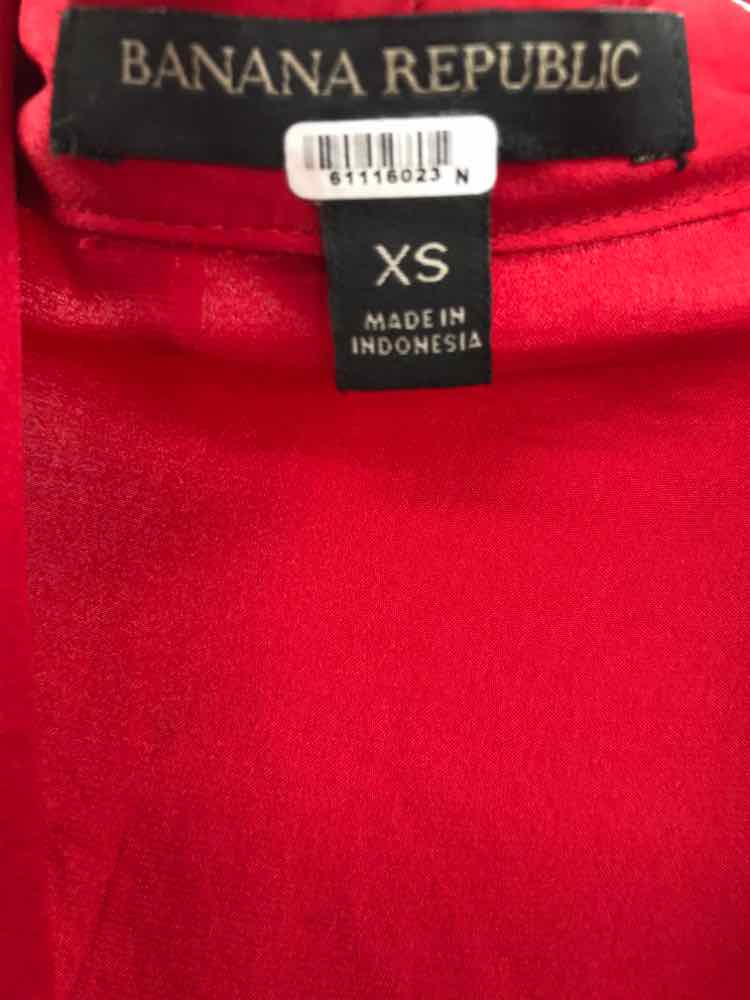 BANANA REPUBLIC
61116023 N
XS
MADE IN
INDONESIA